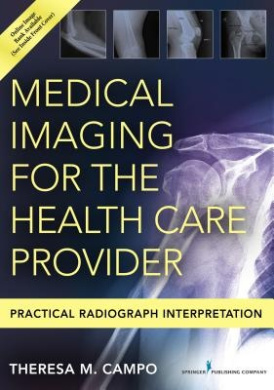 Online Image
Bank Available
(See Inside Front Cover)
MEDICAL
IMAGING
FOR THE
HEALTH CARE
PROVIDER
PRACTICAL RADIOGRAPH INTERPRETATION
THERESA M. CAMPO
SPRINGER PUBLISHING COMPANY